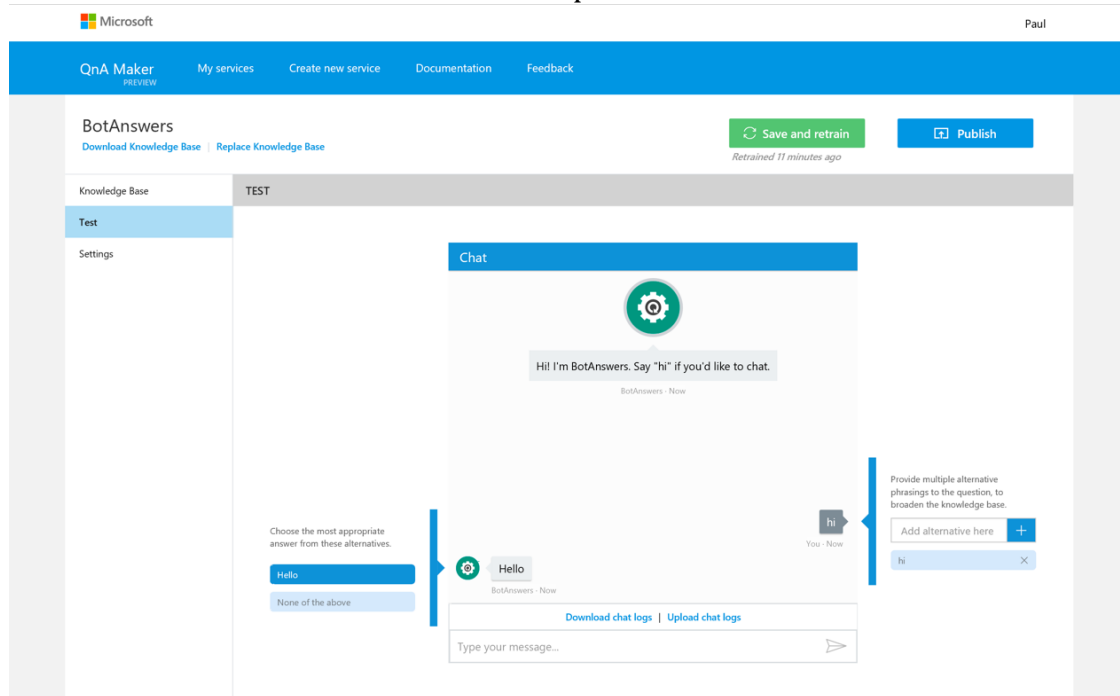 Microsoft
Paul
QnA Maker
PREVIEW
My services
Create new service
Documentation
Feedback
BotAnswers
Download Knowledge Base | Replace Knowledge Base
Save and retrain
Retrained 11 minutes ago
Publish
Knowledge Base
Test
Settings
TEST
Chat
Hi! I'm BotAnswers. Say "hi" if you'd like to chat.
BotAnswers - Now
Provide multiple alternative
phrasings to the question, to
broaden the knowledge base.
Add alternative here
+
hi
hi
You - Now
Choose the most appropriate
answer from these alternatives.
Hello
None of the above
Hello
BotAnswers - Now
Download chat logs | Upload chat logs
Type your message...